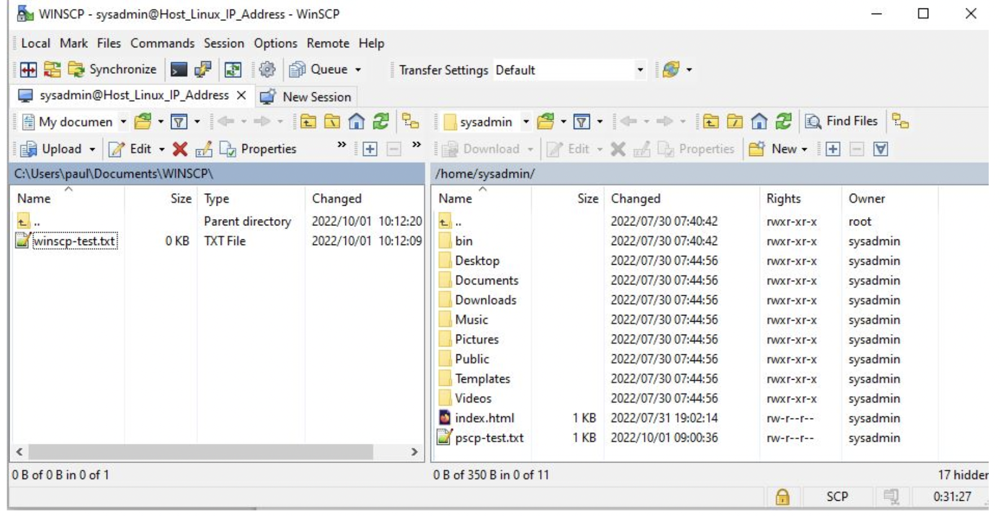 WINSCP - sysadmin@Host_Linux_IP_Address - WinSCP
Local Mark Files Commands Session Options Remote Help
Synchronize Queue Transfer Settings Default
sysadmin@Host_Linux_IP_Address × New Session
My documen sysadmin Find Files
Upload Edit Properties » » Download Edit Properties New
C:\Users\paul\Documents\WINSCP\ /home/sysadmin/
Name Size Type Changed Name Size Changed Rights Owner
.. Parent directory 2022/10/01 10:12:20 .. 2022/07/30 07:40:42 rwxr-xr-x root
winscp-test.txt 0 KB TXT File 2022/10/01 10:12:09 bin 2022/07/30 07:40:42 rwxr-xr-x sysadmin
Desktop 2022/07/30 07:44:56 rwxr-xr-x sysadmin
Documents 2022/07/30 07:44:56 rwxr-xr-x sysadmin
Downloads 2022/07/30 07:44:56 rwxr-xr-x sysadmin
Music 2022/07/30 07:44:56 rwxr-xr-x sysadmin
Pictures 2022/07/30 07:44:56 rwxr-xr-x sysadmin
Public 2022/07/30 07:44:56 rwxr-xr-x sysadmin
Templates 2022/07/30 07:44:56 rwxr-xr-x sysadmin
Videos 2022/07/30 07:44:56 rwxr-xr-x sysadmin
index.html 1 KB 2022/07/31 19:02:14 rw-r--r-- sysadmin
pscp-test.txt 1 KB 2022/10/01 09:00:36 rw-r--r-- sysadmin
0 B of 0 B in 0 of 1 0 B of 350 B in 0 of 11 17 hidden
SCP 0:31:27